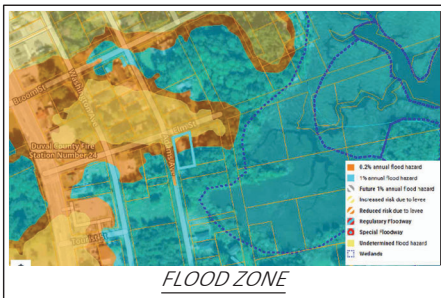 Broom St
Duval County Fire
Station Number 24
0.2% annual flood hazard
1% annual flood hazard
Future 1% annual flood hazard
Increased risk due to levee
Reduced risk due to levee
Regulatory Floodway
Special Floodway
Undetermined flood hazard
Wetlands
FLOOD ZONE